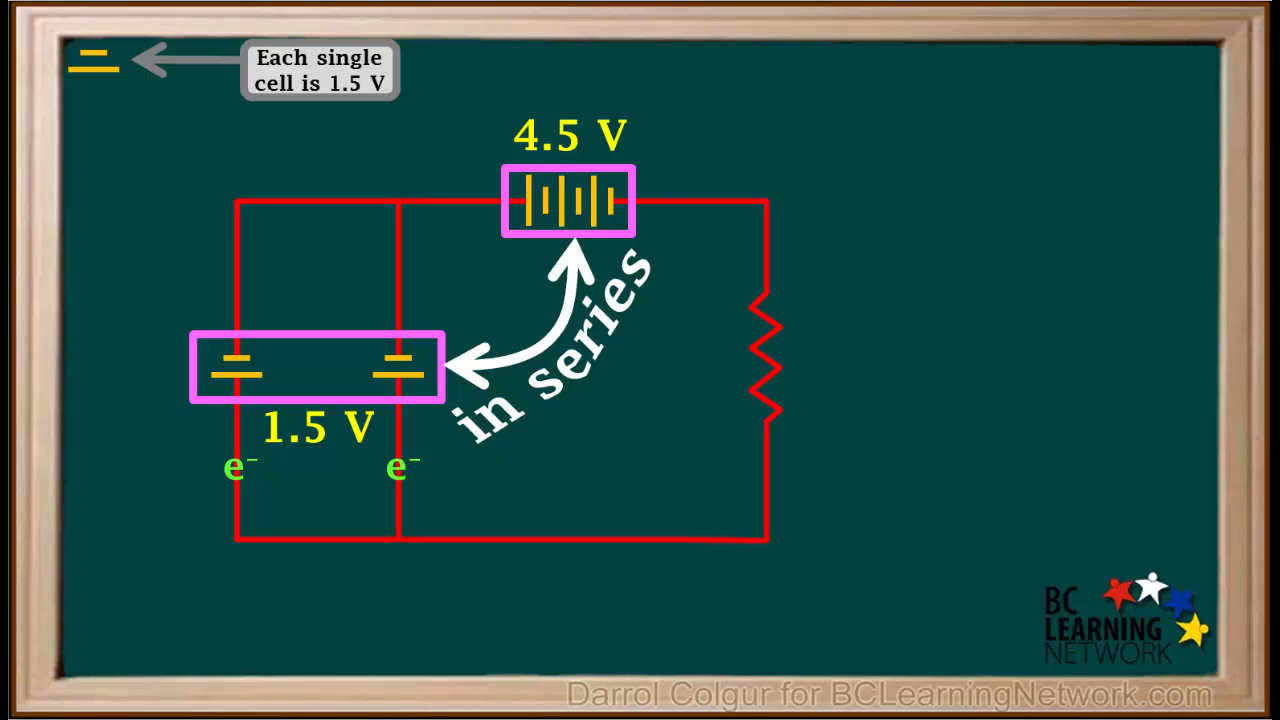 Each single
cell is 1.5 V
4.5 V
in series
1.5 V
e⁻ e⁻
BC
LEARNING
NETWORK
Darrol Colgur for BCLearningNetwork.com